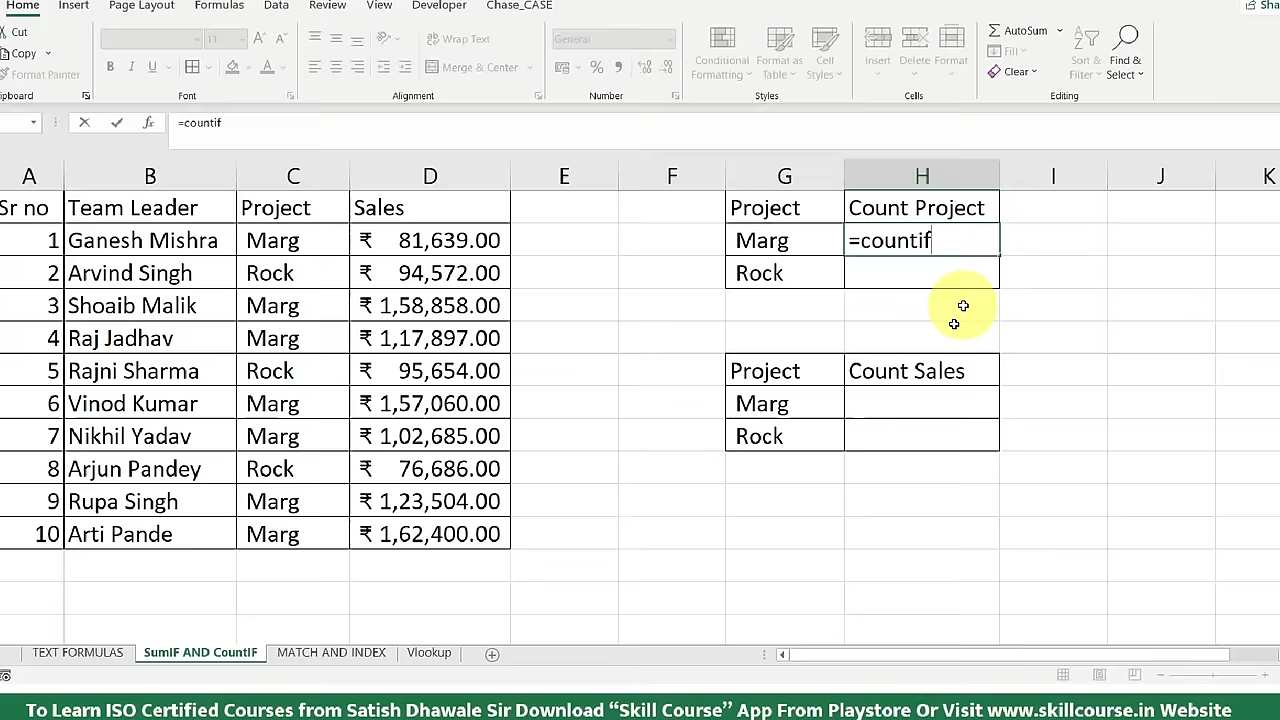 Home Insert Page Layout Formulas Data Review View Developer Chase_CASE
Cut
Copy
Format Painter
11
Wrap Text
Merge & Center
General
Conditional Formatting
Format as Table
Cell Styles
Insert
Delete
Format
AutoSum
Fill
Clear
Sort & Filter
Find & Select
Font Alignment Number Styles Cells Editing
fx =countif
A B C D E F G H I J K
Sr no Team Leader Project Sales Project Count Project
1 Ganesh Mishra Marg ₹ 81,639.00 Marg =countif
2 Arvind Singh Rock ₹ 94,572.00 Rock
3 Shoaib Malik Marg ₹ 1,58,858.00
4 Raj Jadhav Marg ₹ 1,17,897.00
5 Rajni Sharma Rock ₹ 95,654.00 Project Count Sales
6 Vinod Kumar Marg ₹ 1,57,060.00 Marg
7 Nikhil Yadav Marg ₹ 1,02,685.00 Rock
8 Arjun Pandey Rock ₹ 76,686.00
9 Rupa Singh Marg ₹ 1,23,504.00
10 Arti Pande Marg ₹ 1,62,400.00
TEXT FORMULAS SumIF AND CountIF MATCH AND INDEX Vlookup
To Learn ISO Certified Courses from Satish Dhawale Sir Download “Skill Course” App From Playstore Or Visit www.skillcourse.in Website